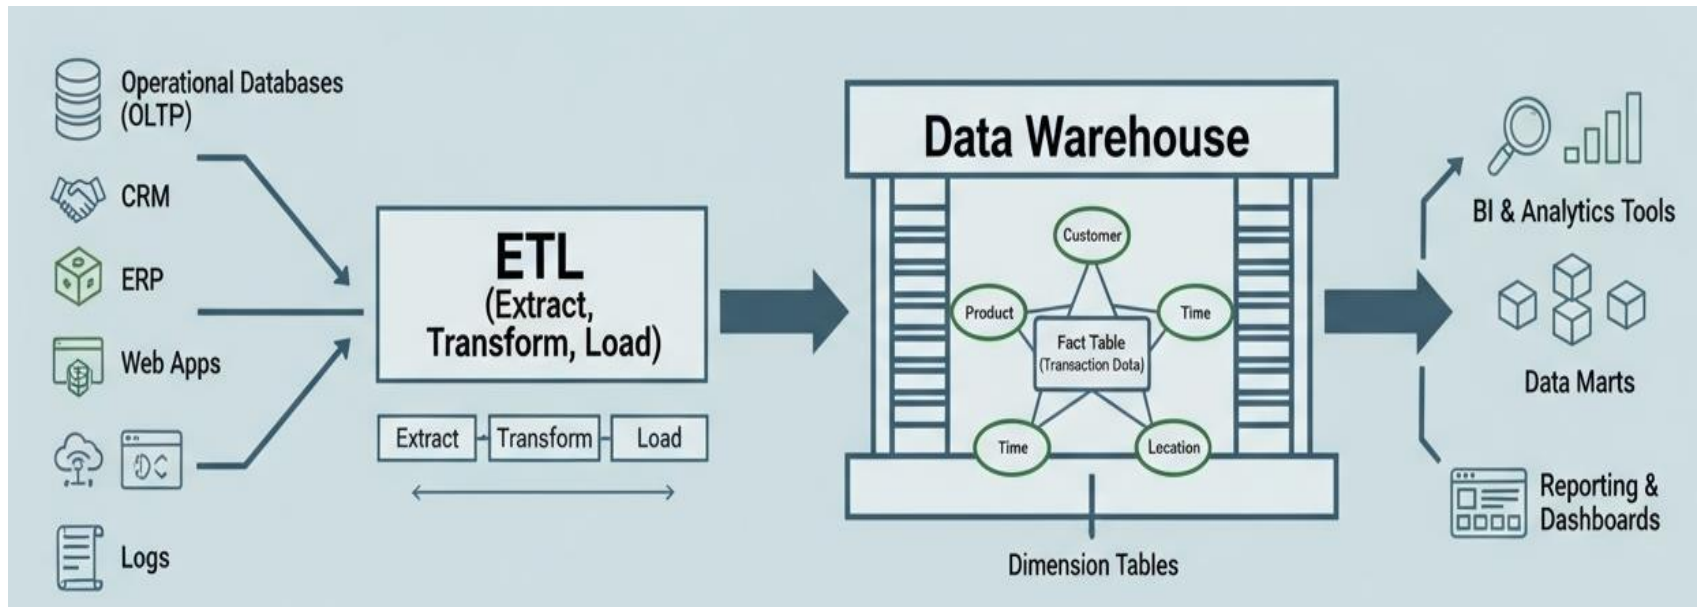 Operational Databases
(OLTP)
CRM
ERP
Web Apps
Logs
ETL
(Extract,
Transform, Load)
Extract
Transform
Load
Data Warehouse
Customer
Product
Time
Fact Table
(Transaction Dota)
Time
Lecation
Dimension Tables
BI & Analytics Tools
Data Marts
Reporting &
Dashboards